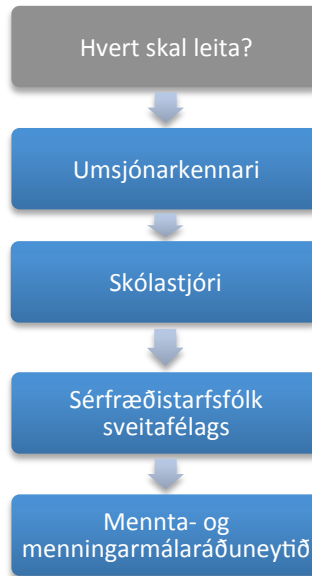 Hvert skal leita?
Umsjónarkennari
Skólastjóri
Sérfræðistarfsfólk
sveitafélags
Mennta- og
menningarmálaráðuneytið